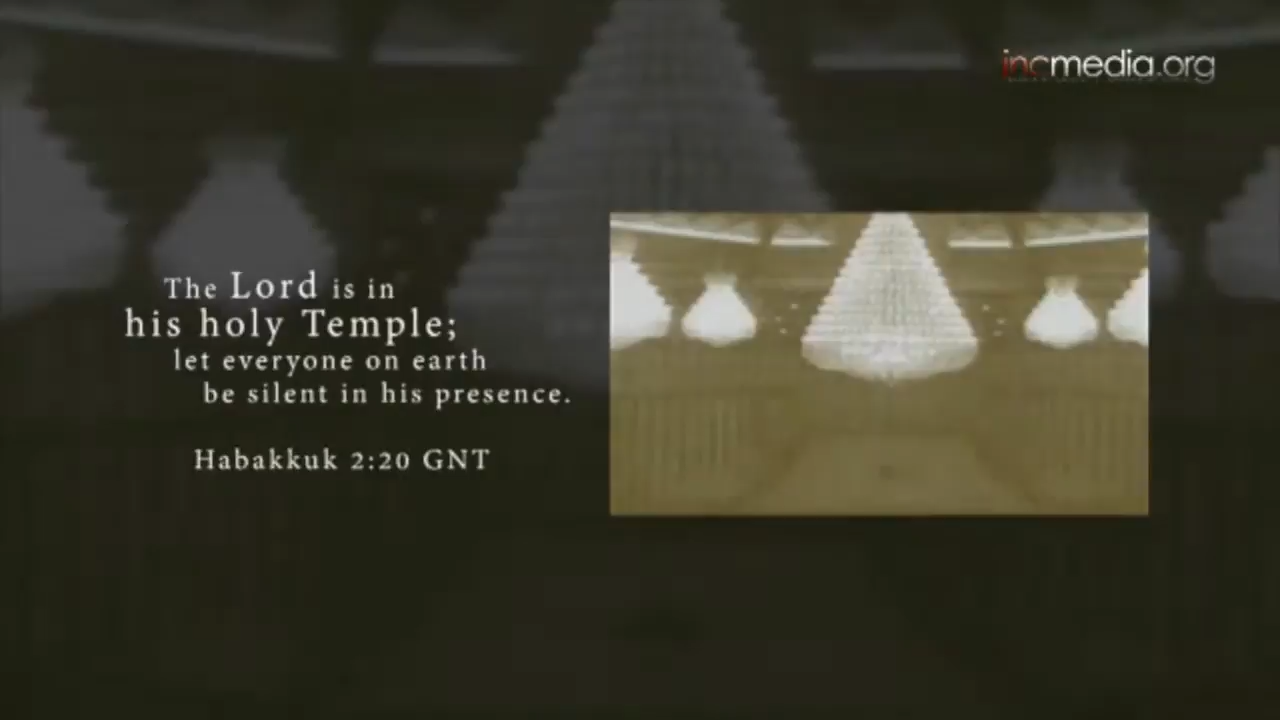 incmedia.org
The Lord is in
his holy Temple;
let everyone on earth
be silent in his presence.
Habakkuk 2:20 GNT